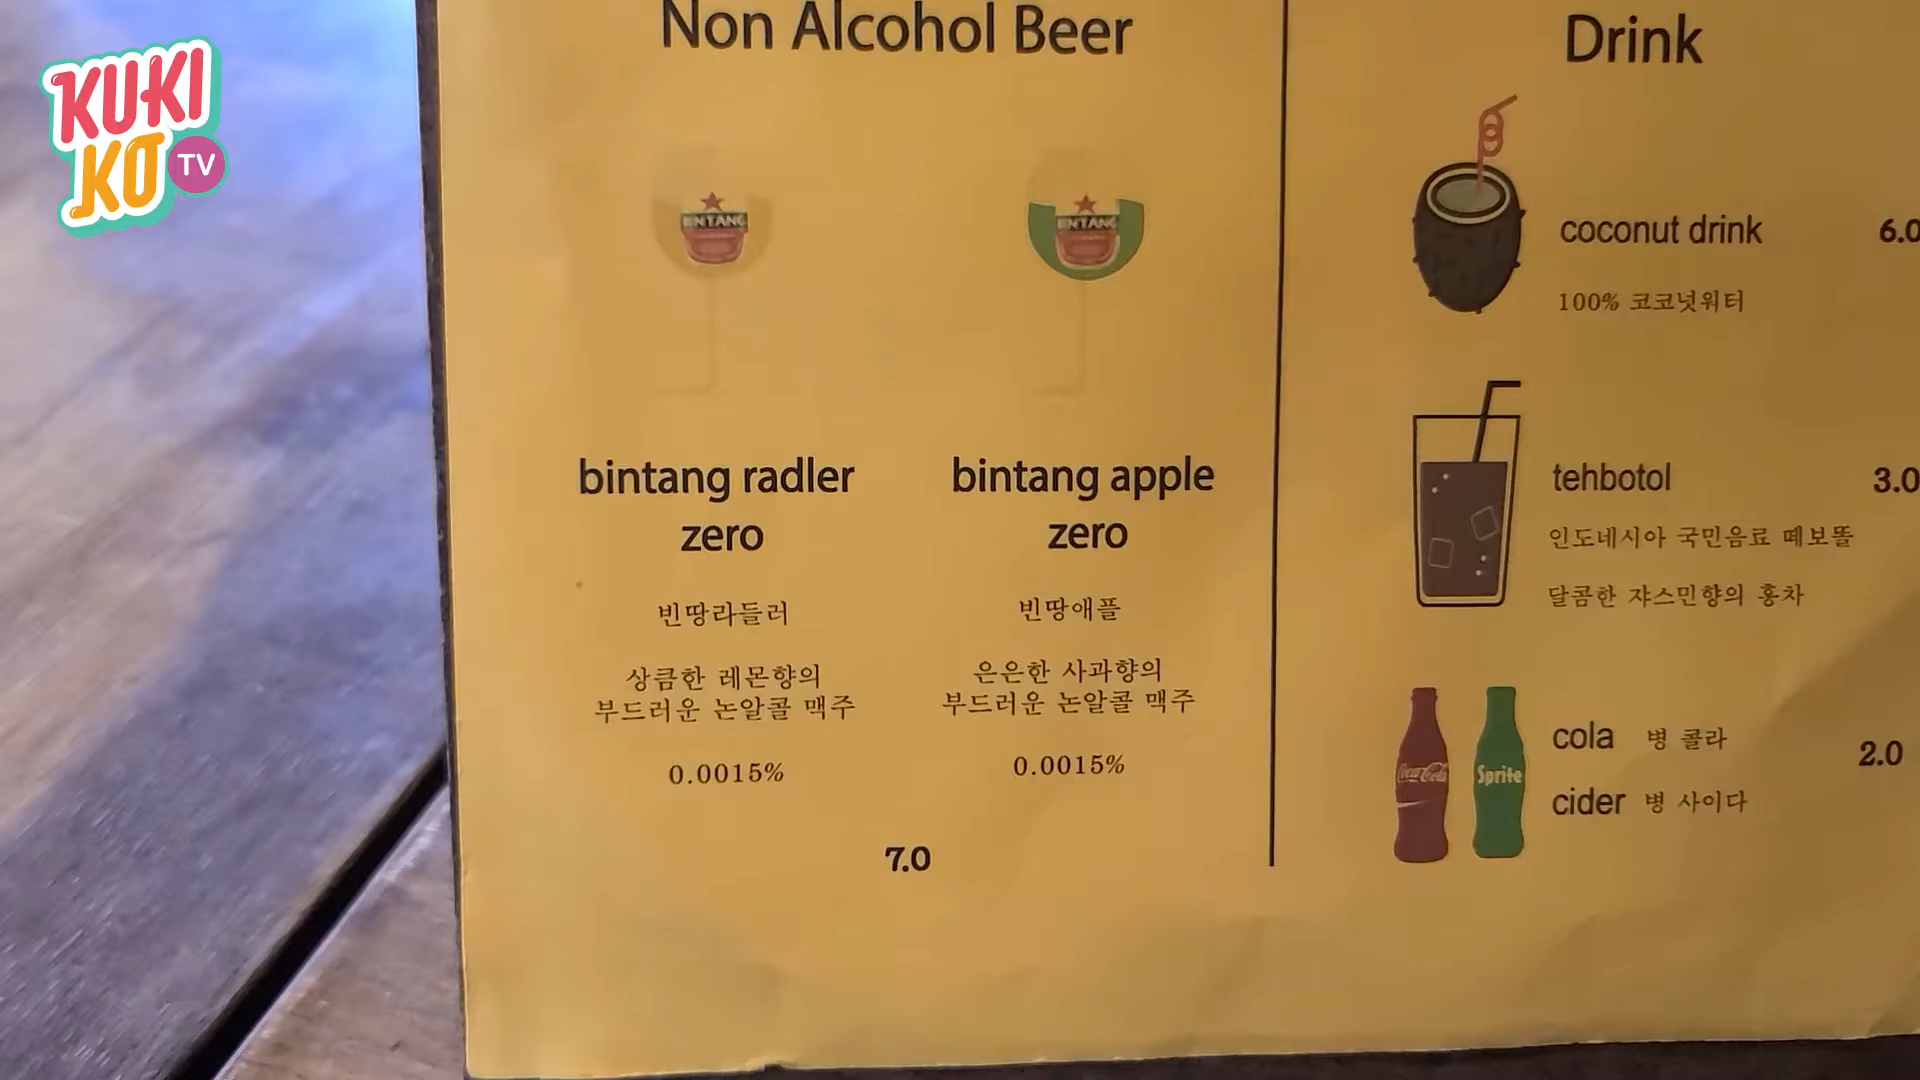 KUKI
KO TV
Non Alcohol Beer
BINTANG
BINTANG
bintang radler
zero
빈땅라들러
상큼한 레몬향의
부드러운 논알콜 맥주
0.0015%
bintang apple
zero
빈땅애플
은은한 사과향의
부드러운 논알콜 맥주
0.0015%
7.0
Drink
coconut drink 6.0
100% 코코넛워터
tehbotol 3.0
인도네시아 국민음료 떼보똘
달콤한 쟈스민향의 홍차
Coca-Cola
Sprite
cola 병 콜라
2.0
cider 병 사이다